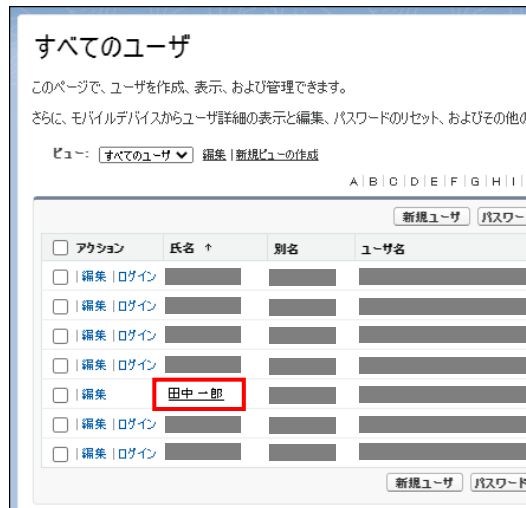 すべてのユーザ
このページで、ユーザを作成、表示、および管理できます。
さらに、モバイルデバイスからユーザ詳細の表示と編集、パスワードのリセット、およびその他の
ビュー: すべてのユーザ 編集 | 新規ビューの作成
A | B | C | D | E | F | G | H | I |
新規ユーザ パスワー
アクション 氏名 ↑ 別名 ユーザ名
| 編集 | ログイン
| 編集 | ログイン
| 編集 | ログイン
| 編集 | ログイン
| 編集 田中 一郎
| 編集 | ログイン
| 編集 | ログイン
新規ユーザ パスワード